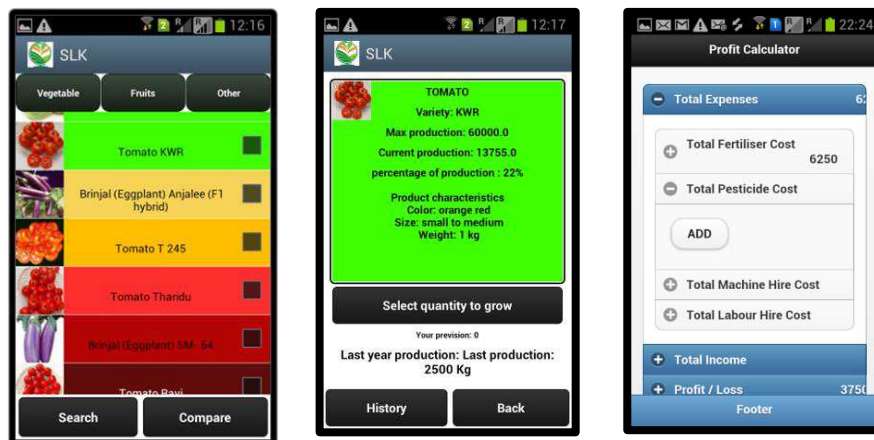 12:16
SLK
Vegetable Fruits Other
Tomato KWR
Brinjal (Eggplant) Anjalee (F1
hybrid)
Tomato T 245
Tomato Tharidu
Brinjal (Eggplant) SM- 64
Tomato Ravi
Search Compare
12:17
SLK
TOMATO
Variety: KWR
Max production: 60000.0
Current production: 13755.0
percentage of production : 22%
Product characteristics
Color: orange red
Size: small to medium
Weight: 1 kg
Select quantity to grow
Your prevision: 0
Last year production: Last production:
2500 Kg
History Back
22:24
Profit Calculator
Total Expenses 62
Total Fertiliser Cost
6250
Total Pesticide Cost
ADD
Total Machine Hire Cost
Total Labour Hire Cost
Total Income
Profit / Loss 3750
Footer